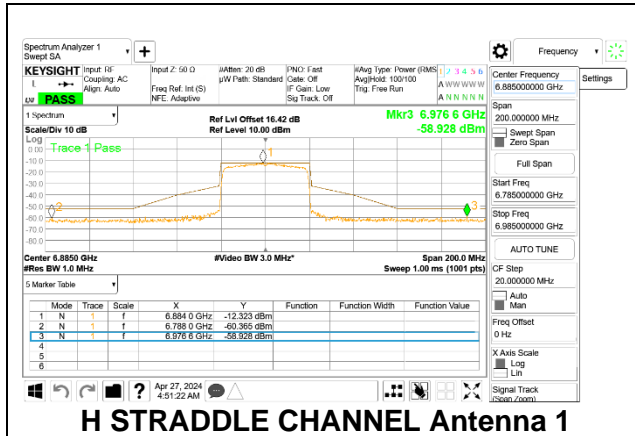 Spectrum Analyzer 1
Swept SA
Frequency
KEYSIGHT
Input: RF
Coupling: AC
Align: Auto
Input Z: 50 Ω
Freq Ref: Int (S)
NFE: Adaptive
#Atten: 20 dB
µW Path: Standard
PNO: Fast
Gate: Off
IF Gain: Low
Sig Track: Off
#Avg Type: Power (RMS
Avg|Hold: 100/100
Trig: Free Run
1 2 3 4 5 6
A W W W W W
A N N N N N
L
PASS
1 Spectrum
Scale/Div 10 dB
Ref Lvl Offset 16.42 dB
Ref Level 10.00 dBm
Mkr3 6.976 6 GHz
-58.928 dBm
Log
Trace 1 Pass
0.00
-10.0
-20.0
-30.0
-40.0
-50.0
-60.0
-70.0
-80.0
1
2
3
Center 6.8850 GHz
#Video BW 3.0 MHz*
Span 200.0 MHz
#Res BW 1.0 MHz
Sweep 1.00 ms (1001 pts)
5 Marker Table
Mode Trace Scale X Y Function Function Width Function Value
1 N 1 f 6.884 0 GHz -12.323 dBm
2 N 1 f 6.788 0 GHz -60.365 dBm
3 N 1 f 6.976 6 GHz -58.928 dBm
4
5
6
Apr 27, 2024
4:51:22 AM
Center Frequency
6.885000000 GHz
Settings
Span
200.000000 MHz
Swept Span
Zero Span
Full Span
Start Freq
6.785000000 GHz
Stop Freq
6.985000000 GHz
AUTO TUNE
CF Step
20.000000 MHz
Auto
Man
Freq Offset
0 Hz
X Axis Scale
Log
Lin
Signal Track
(Span Zoom)
H STRADDLE CHANNEL Antenna 1